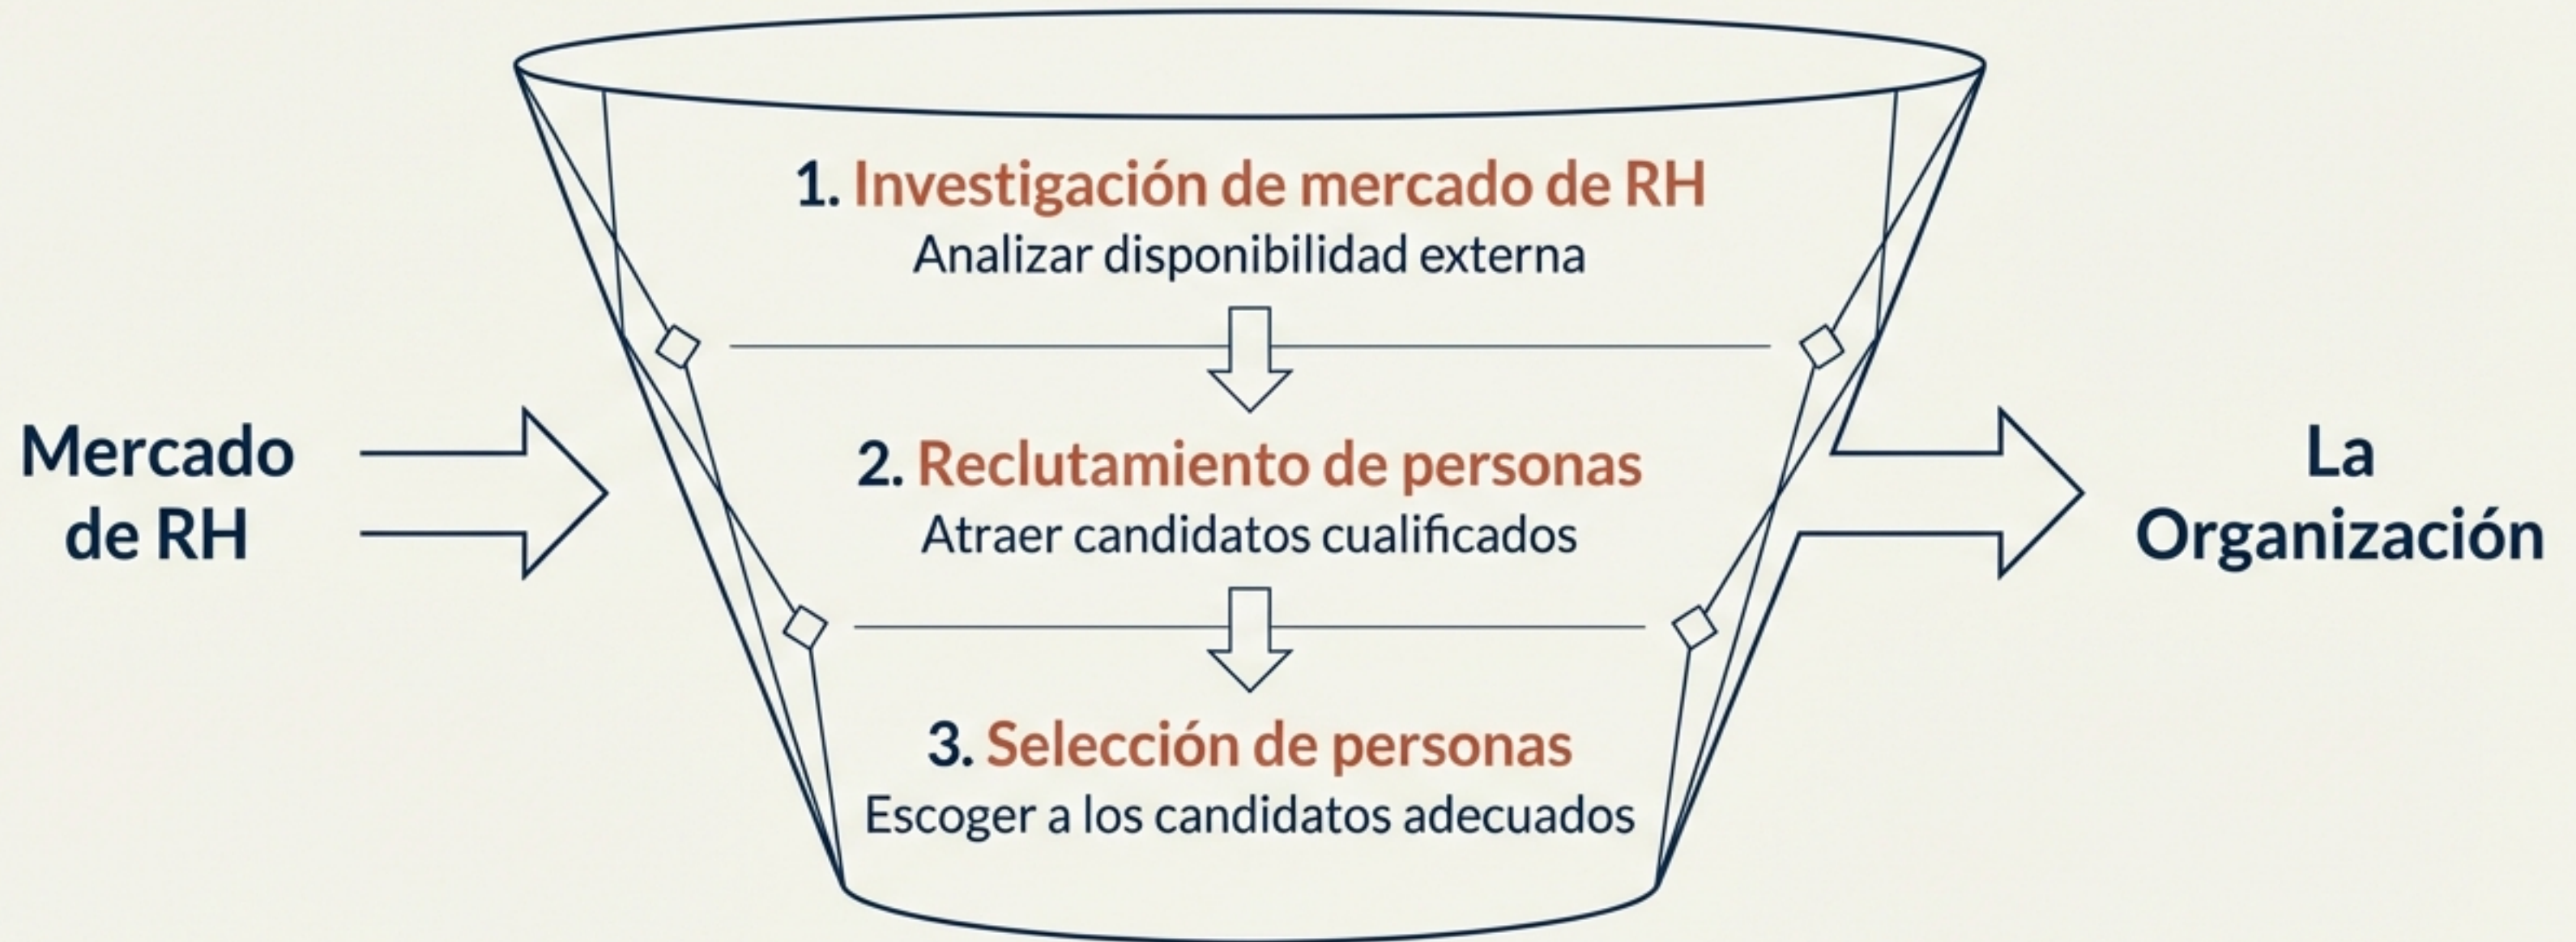 1. Investigación de mercado de RH
Analizar disponibilidad externa
Mercado
de RH
2. Reclutamiento de personas
Atraer candidatos cualificados
La
Organización
3. Selección de personas
Escoger a los candidatos adecuados